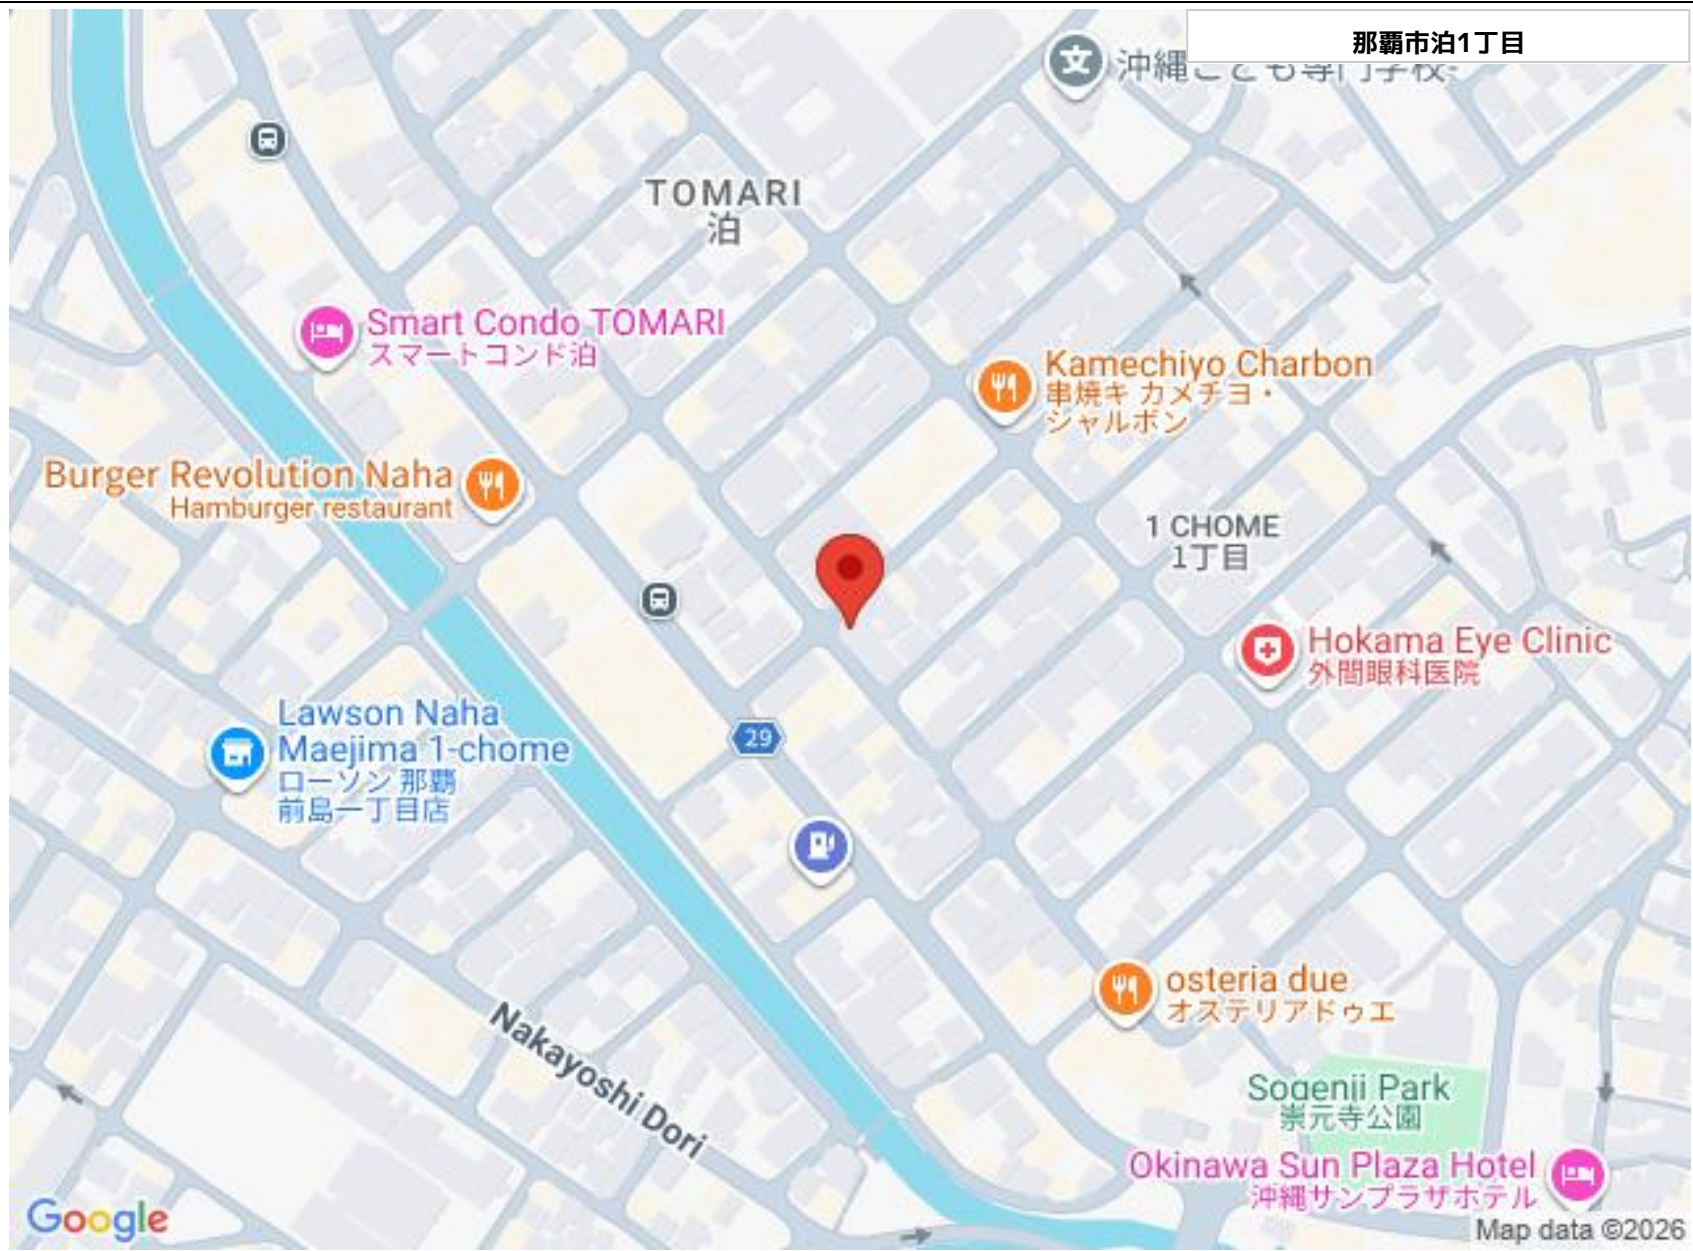 那覇市泊1丁目
TOMARI
泊
Smart Condo TOMARI
スマートコンド泊
Kamechiyo Charbon
串焼キ カメチヨ・
シャルボン
Burger Revolution Naha
Hamburger restaurant
1 CHOME
1丁目
Hokama Eye Clinic
外間眼科医院
Lawson Naha
Maejima 1-chome
ローソン 那覇
前島一丁目店
29
osteria due
オステリアドゥエ
Nakayoshi Dori
Sogenji Park
崇元寺公園
Okinawa Sun Plaza Hotel
沖縄サンプラザホテル
Google
Map data ©2026